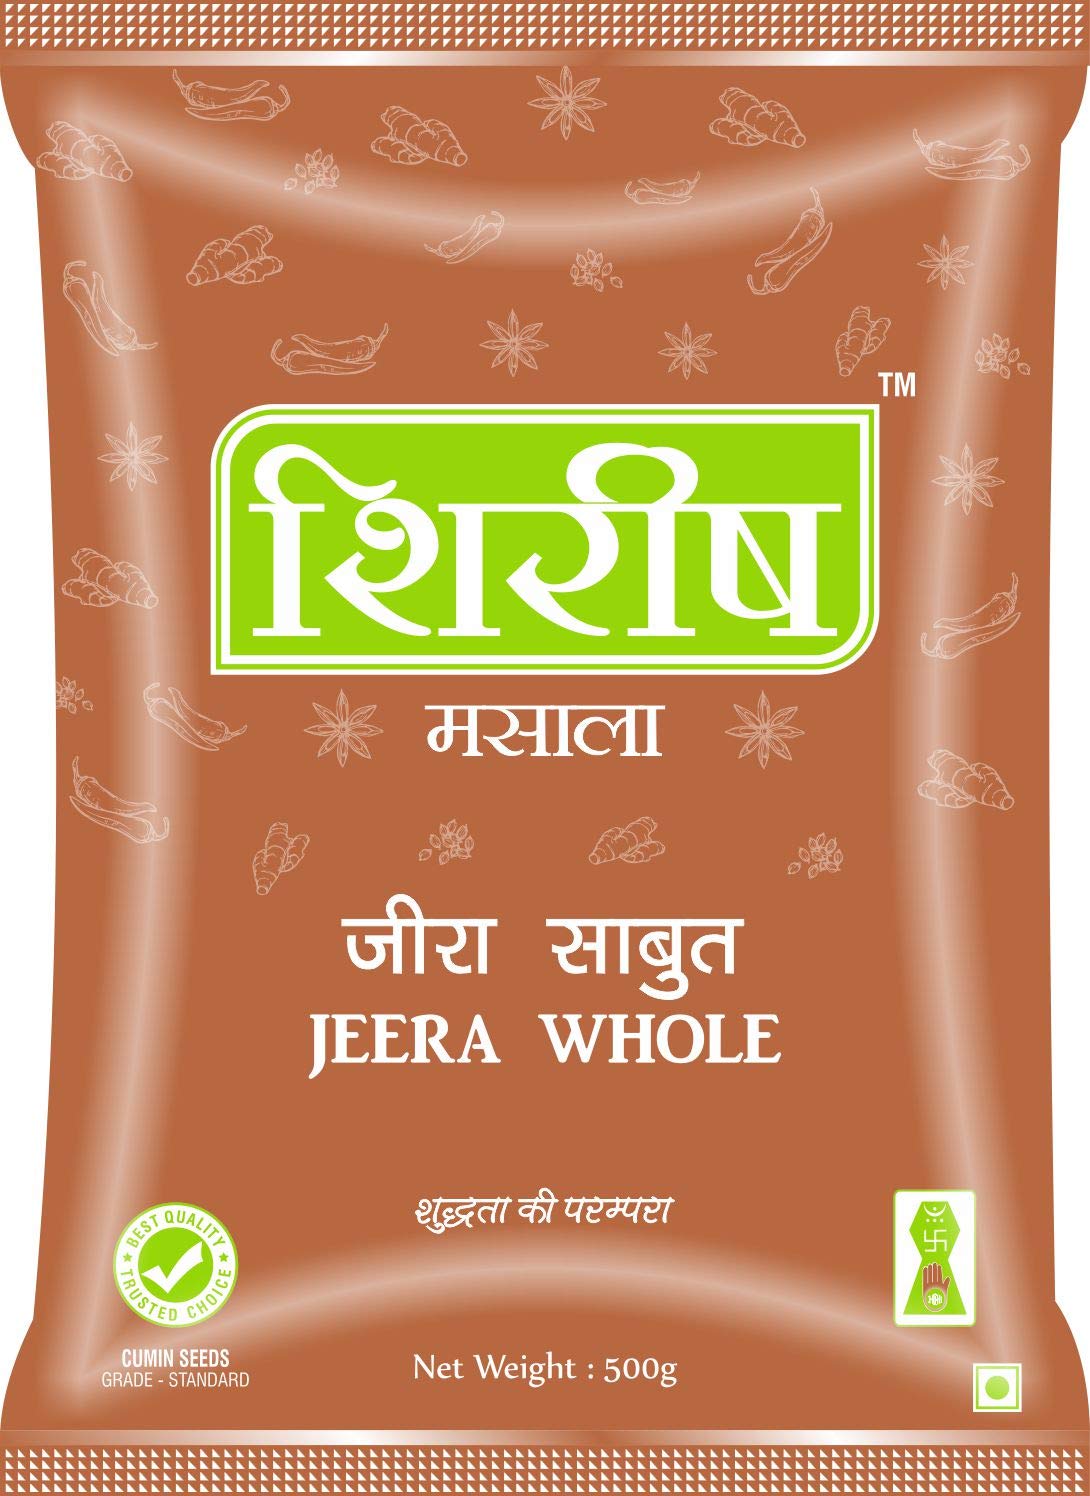 TM
शिरीष
मसाला
जीरा साबुत
JEERA WHOLE
शुद्धता की परम्परा
BEST QUALITY
TRUSTED CHOICE
CUMIN SEEDS
GRADE - STANDARD
Net Weight : 500g